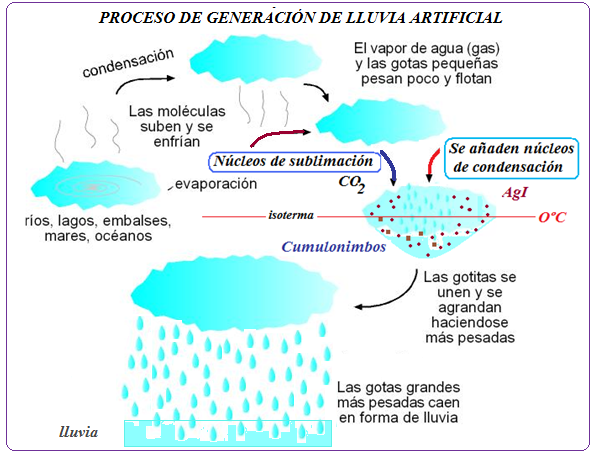 PROCESO DE GENERACIÓN DE LLUVIA ARTIFICIAL
condensación
El vapor de agua (gas)
y las gotas pequeñas
pesan poco y flotan
Las moléculas
suben y se
enfrían
Núcleos de sublimación
CO2
Se añaden núcleos
de condensación
AgI
evaporación
ríos, lagos, embalses,
mares, océanos
isoterma
OºC
Cumulonimbos
Las gotitas se
unen y se
agrandan
haciendose
más pesadas
Las gotas grandes
más pesadas caen
en forma de lluvia
lluvia